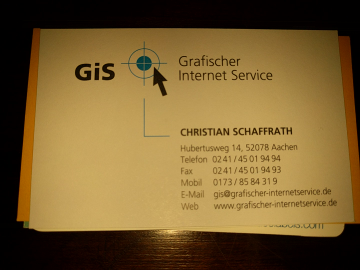 GiS
Grafischer
Internet Service
CHRISTIAN SCHAFFRATH
Hubertusweg 14, 52078 Aachen
Telefon 02 41 / 45 01 94 94
Fax 02 41 / 45 01 94 93
Mobil 0173 / 85 84 31 9
E-Mail gis@grafischer-internetservice.de
Web www.grafischer-internetservice.de